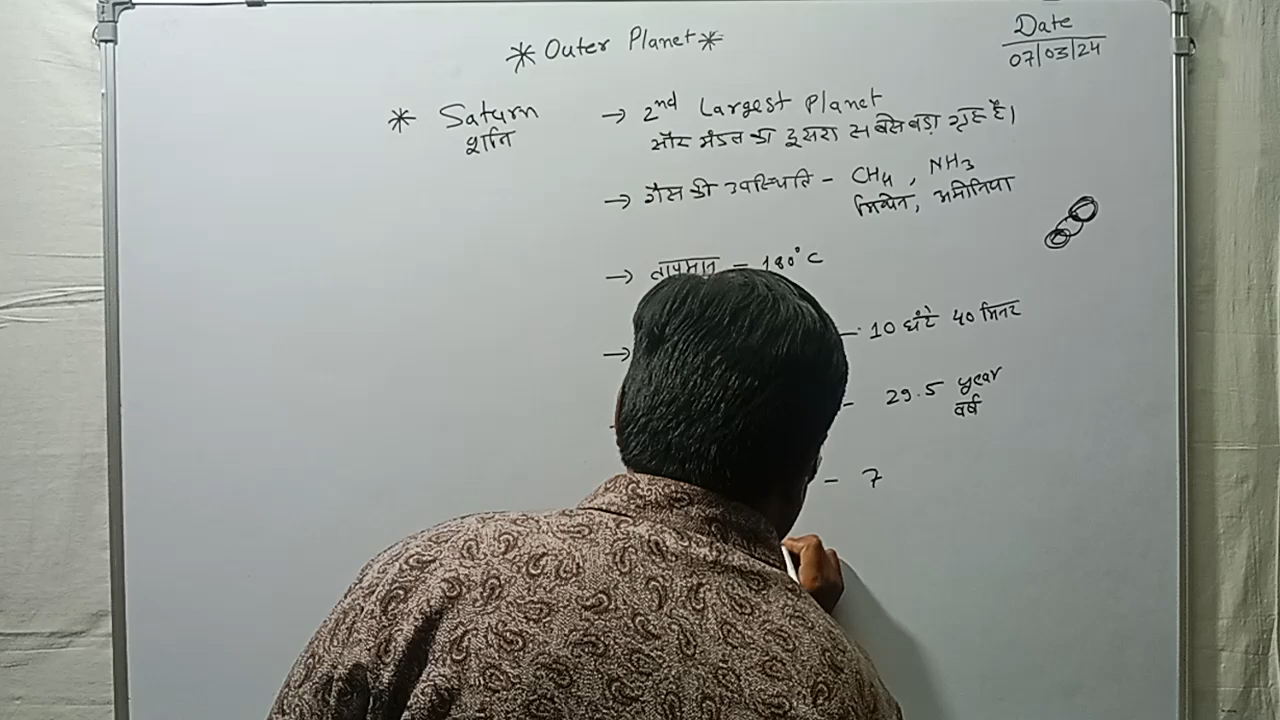 * Outer Planet *
Date
07/03/24
* Saturn → 2nd Largest Planet
शनि
सौर मंडल का दूसरा सबसे बड़ा ग्रह है।
→ गैस की उपस्थिति - CH4, NH3
मिथेन, अमोनिया
→ तापमान - 180°C
→ - 10 घंटे 40 मिनट
- 29.5 year
वर्ष
- 7